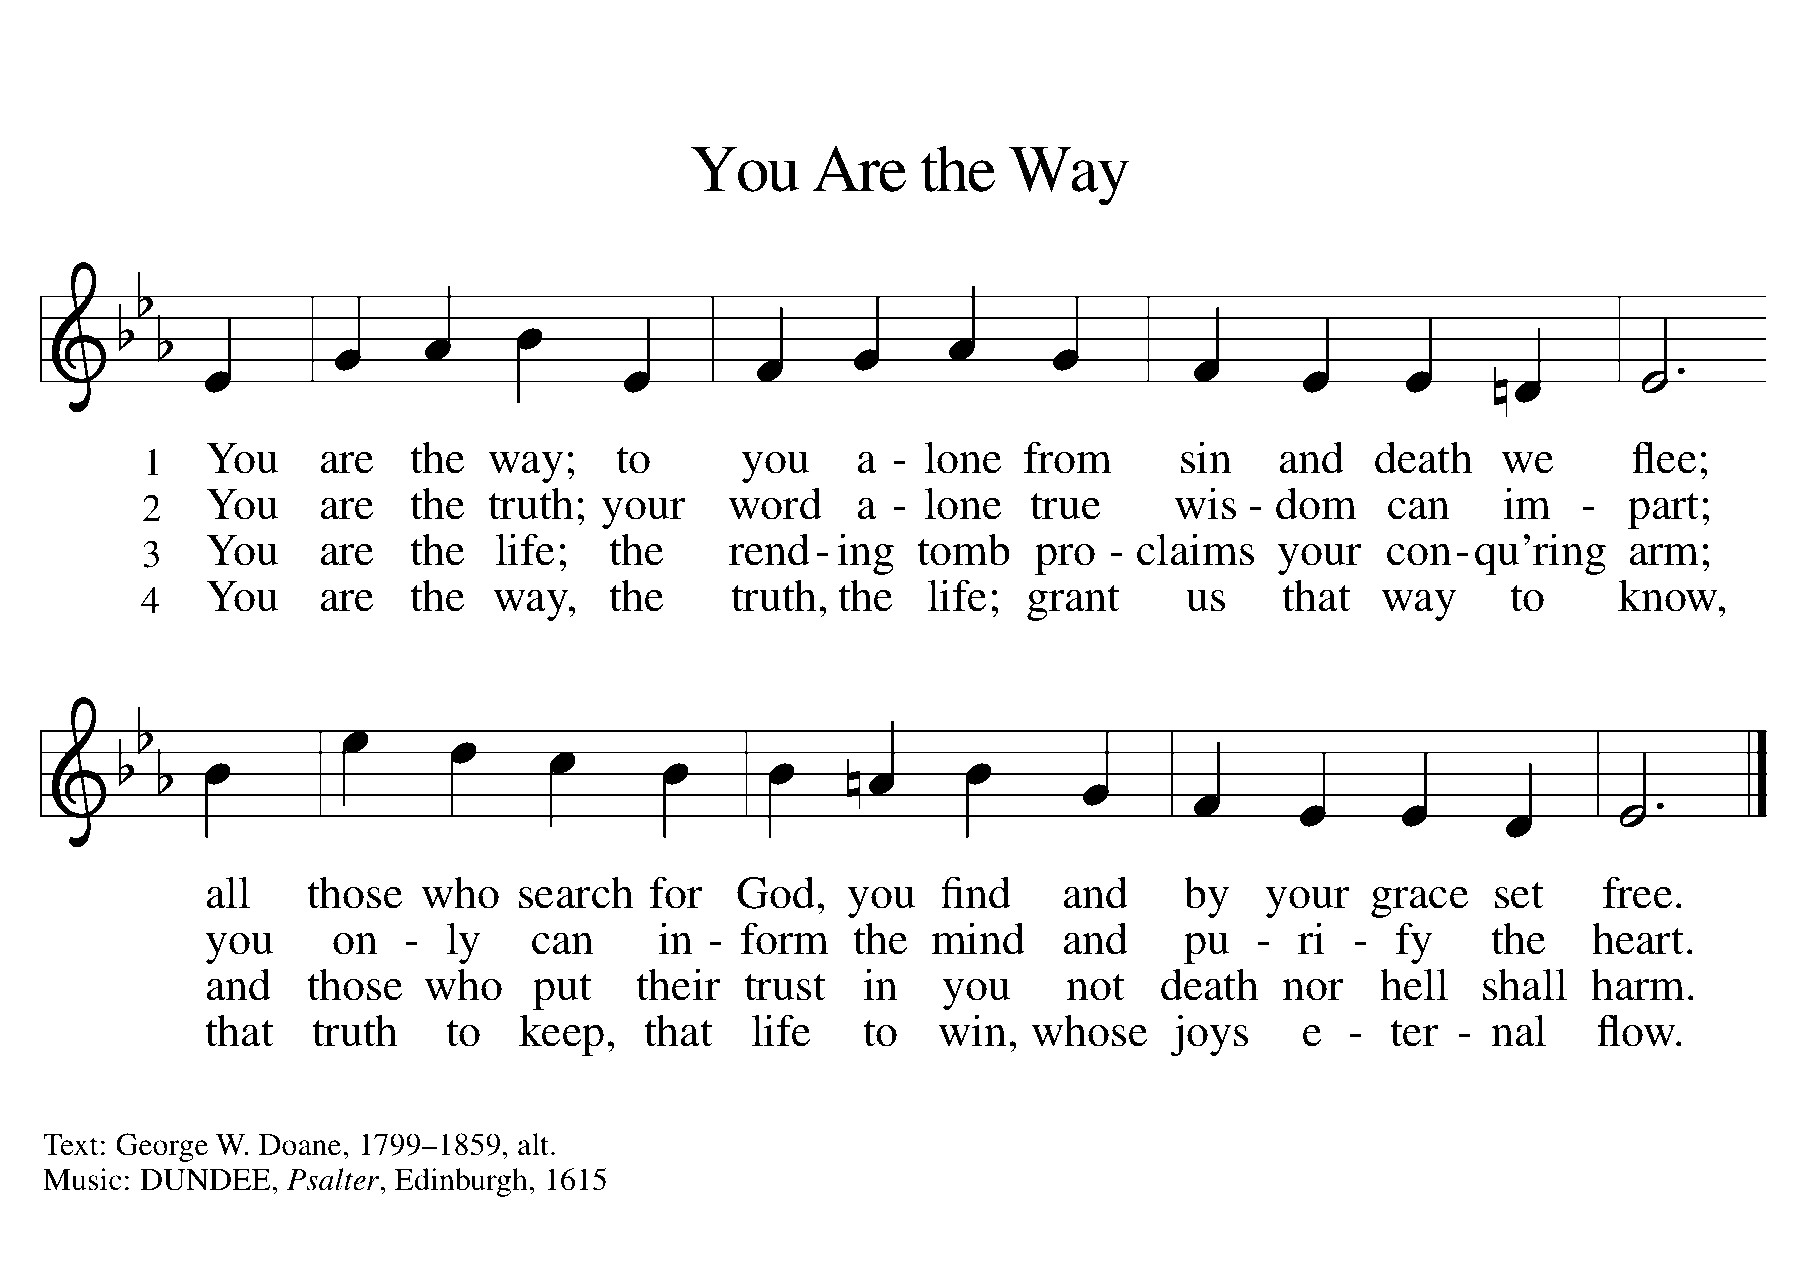 You Are the Way
1 You are the way; to you a - lone from sin and death we flee;
2 You are the truth; your word a - lone true wis - dom can im - part;
3 You are the life; the rend - ing tomb pro - claims your con - qu’ring arm;
4 You are the way, the truth, the life; grant us that way to know,
all those who search for God, you find and by your grace set free.
you on - ly can in - form the mind and pu - ri - fy the heart.
and those who put their trust in you not death nor hell shall harm.
that truth to keep, that life to win, whose joys e - ter - nal flow.
Text: George W. Doane, 1799–1859, alt.
Music: DUNDEE, Psalter, Edinburgh, 1615